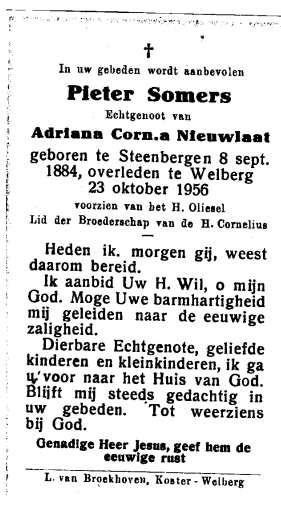 In uw gebeden wordt aanbevolen
Pieter Somers
Echtgenoot van
Adriana Corn.a Nieuwlaat
geboren te Steenbergen 8 sept.
1884, overleden te Welberg
23 oktober 1956
voorzien van het H. Oliesel
Lid der Broederschap van de H. Cornelius
Heden ik. morgen gij, weest
daarom bereid.
Ik aanbid Uw H. Wil, o mijn
God. Moge Uwe barmhartigheid
mij geleiden naar de eeuwige
zaligheid.
Dierbare Echtgenote, geliefde
kinderen en kleinkinderen, ik ga
u, voor naar het Huis van God.
Blijft mij steeds gedachtig in
uw gebeden. Tot weerziens
bij God.
Genadige Heer Jesus, geef hem de
eeuwige rust
L. van Broekhoven, Koster - Welberg